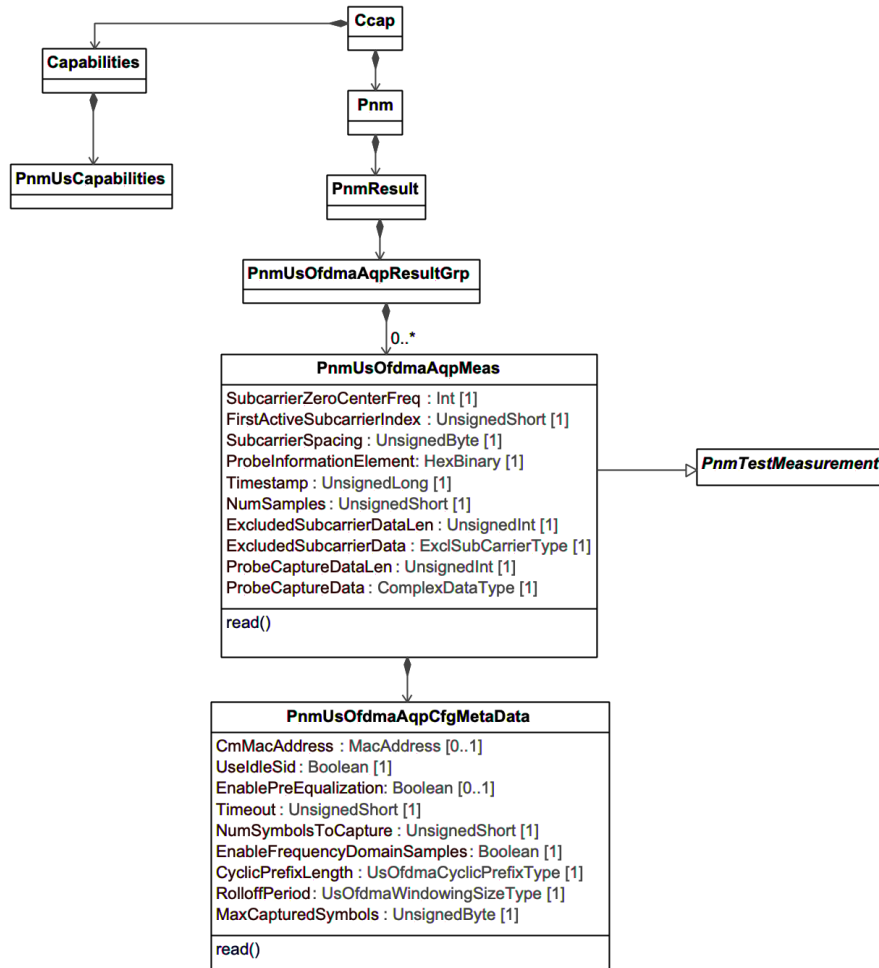 Ccap
Capabilities
Pnm
PnmUsCapabilities
PnmResult
PnmUsOfdmaAqpResultGrp
0..*
PnmUsOfdmaAqpMeas
SubcarrierZeroCenterFreq : Int [1]
FirstActiveSubcarrierIndex : UnsignedShort [1]
SubcarrierSpacing : UnsignedByte [1]
ProbeInformationElement: HexBinary [1]
Timestamp : UnsignedLong [1]
NumSamples : UnsignedShort [1]
ExcludedSubcarrierDataLen : UnsignedInt [1]
ExcludedSubcarrierData : ExclSubCarrierType [1]
ProbeCaptureDataLen : UnsignedInt [1]
ProbeCaptureData : ComplexDataType [1]
read()
PnmTestMeasurement
PnmUsOfdmaAqpCfgMetaData
CmMacAddress : MacAddress [0..1]
UseIdleSid : Boolean [1]
EnablePreEqualization: Boolean [0..1]
Timeout : UnsignedShort [1]
NumSymbolsToCapture : UnsignedShort [1]
EnableFrequencyDomainSamples: Boolean [1]
CyclicPrefixLength : UsOfdmaCyclicPrefixType [1]
RolloffPeriod : UsOfdmaWindowingSizeType [1]
MaxCapturedSymbols : UnsignedByte [1]
read()